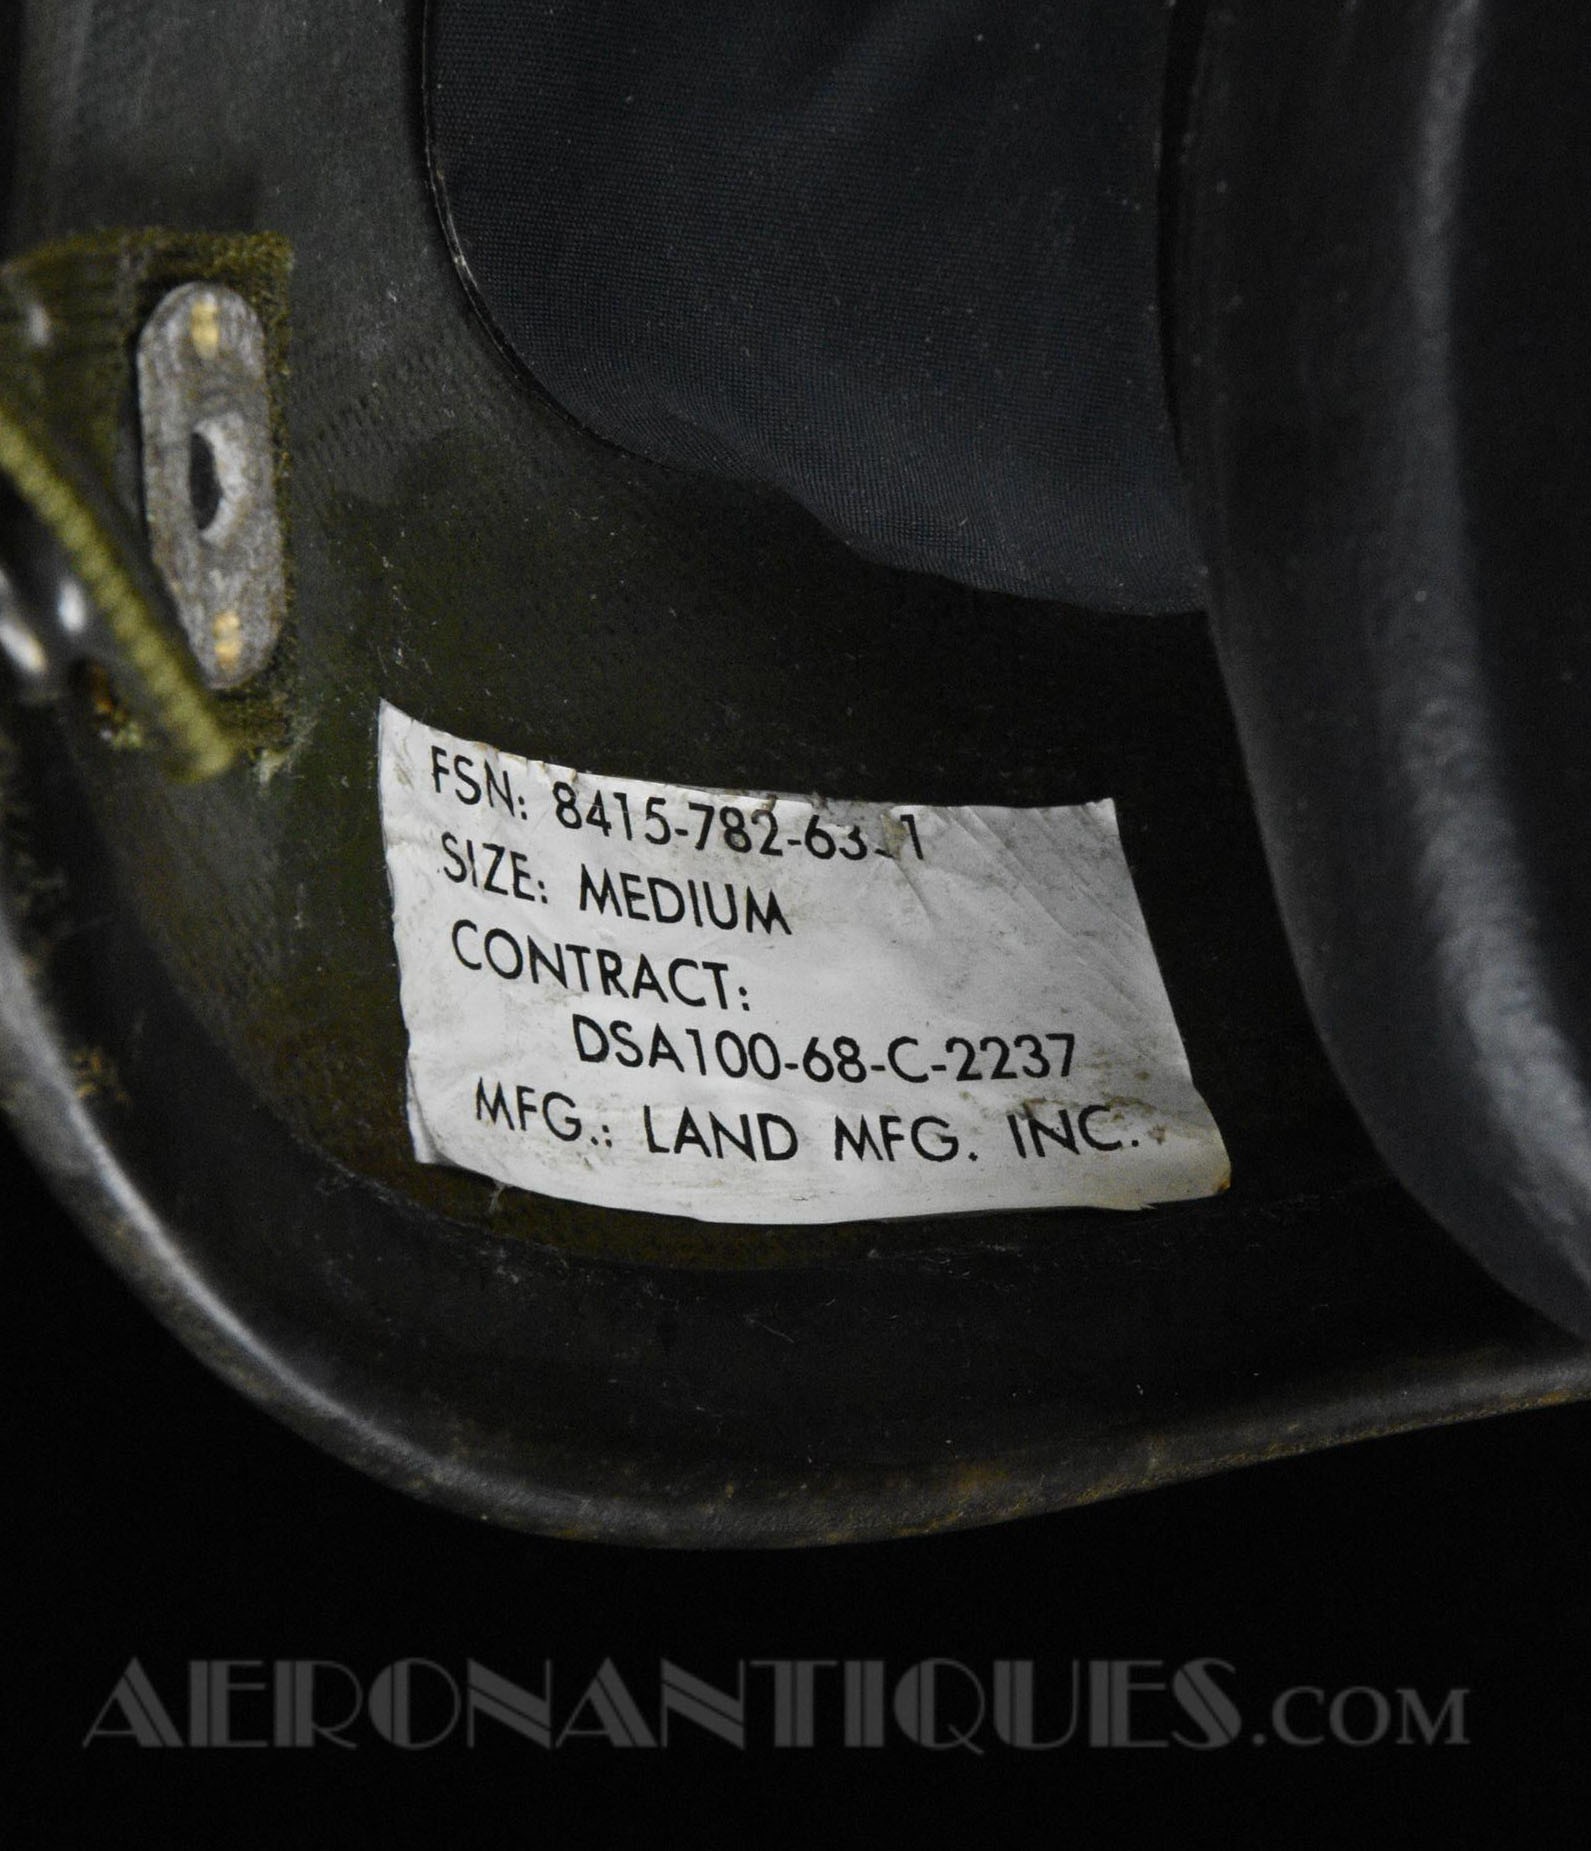 FSN:
SIZE: MEDIUM
CONTRACT:
DSA100-68-C-2237
MFG.: LAND MFG. INC.
AERONANTIQUES.COM